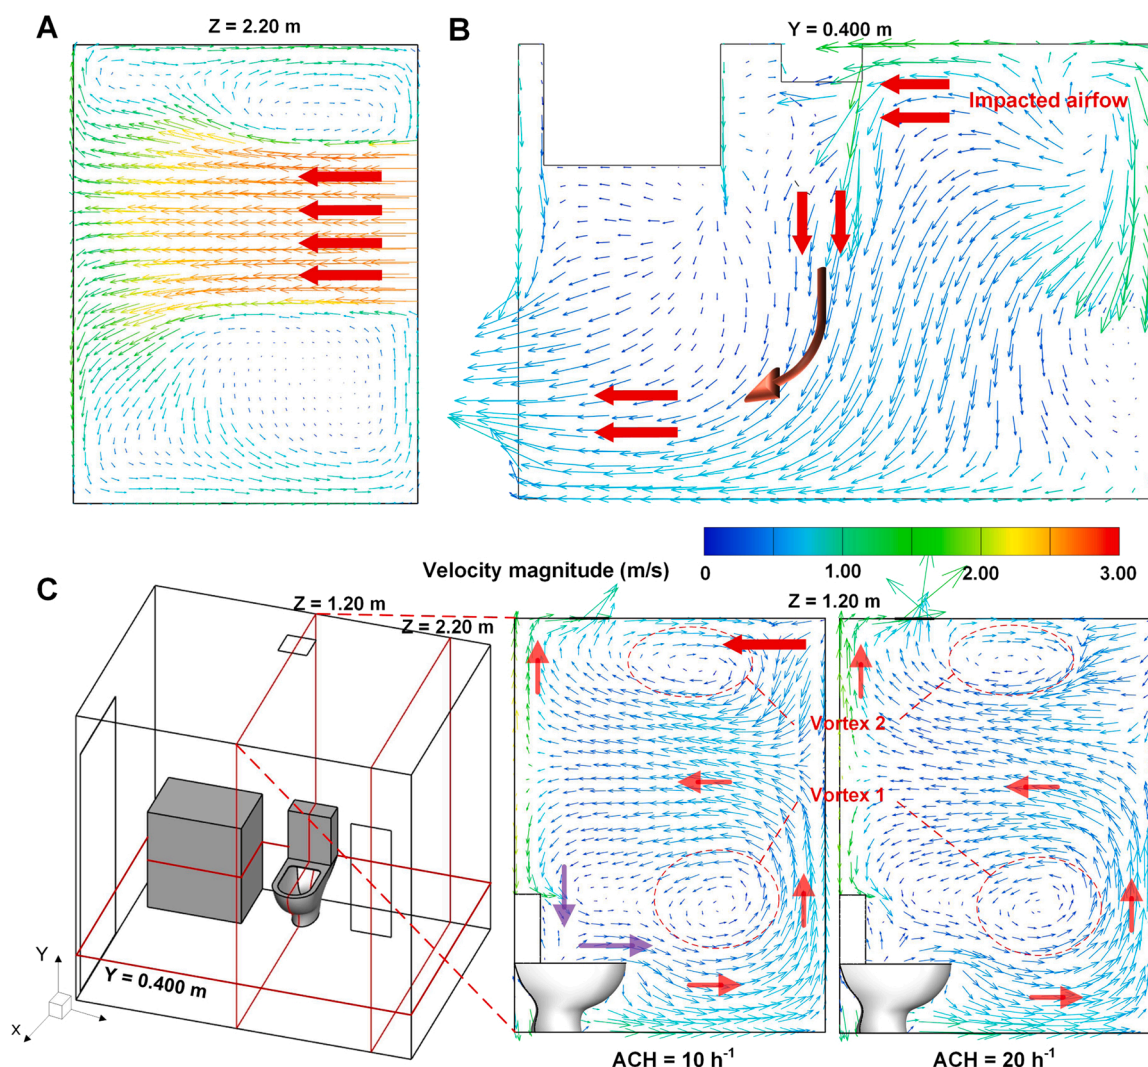 A
Z = 2.20 m
B
Y = 0.400 m
Impacted airfow
Velocity magnitude (m/s)
0
1.00
2.00
3.00
C
Z = 1.20 m
Z = 2.20 m
Y = 0.400 m
Y
X
Z = 1.20 m
Vortex 2
Vortex 1
ACH = 10 h⁻¹
ACH = 20 h⁻¹